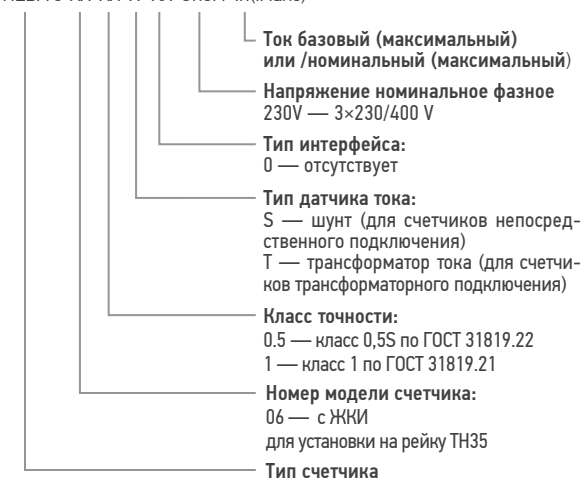 Ток базовый (максимальный)
или /номинальный (максимальный)
Напряжение номинальное фазное
230V — 3×230/400 V
Тип интерфейса:
0 — отсутствует
Тип датчика тока:
S — шунт (для счетчиков непосред-
ственного подключения)
T — трансформатор тока (для счетчи-
ков трансформаторного подключения)
Класс точности:
0.5 — класс 0,5S по ГОСТ 31819.22
1 — класс 1 по ГОСТ 31819.21
Номер модели счетчика:
06 — с ЖКИ
для установки на рейку ТН35
Тип счетчика